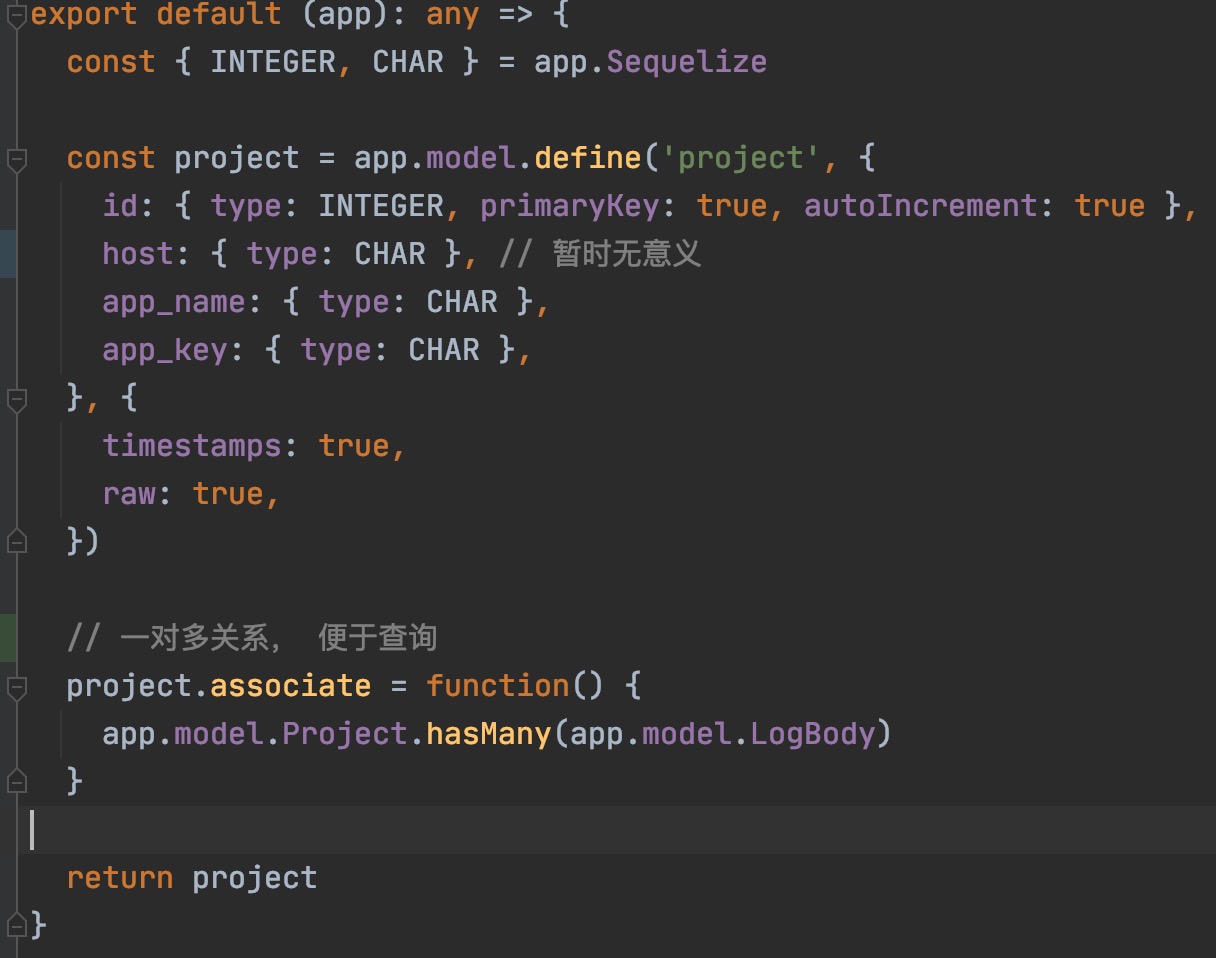 export default (app): any => {
  const { INTEGER, CHAR } = app.Sequelize

  const project = app.model.define('project', {
    id: { type: INTEGER, primaryKey: true, autoIncrement: true },
    host: { type: CHAR }, // 暂时无意义
    app_name: { type: CHAR },
    app_key: { type: CHAR },
  }, {
    timestamps: true,
    raw: true,
  })

  // 一对多关系， 便于查询
  project.associate = function() {
    app.model.Project.hasMany(app.model.LogBody)
  }

  return project
}